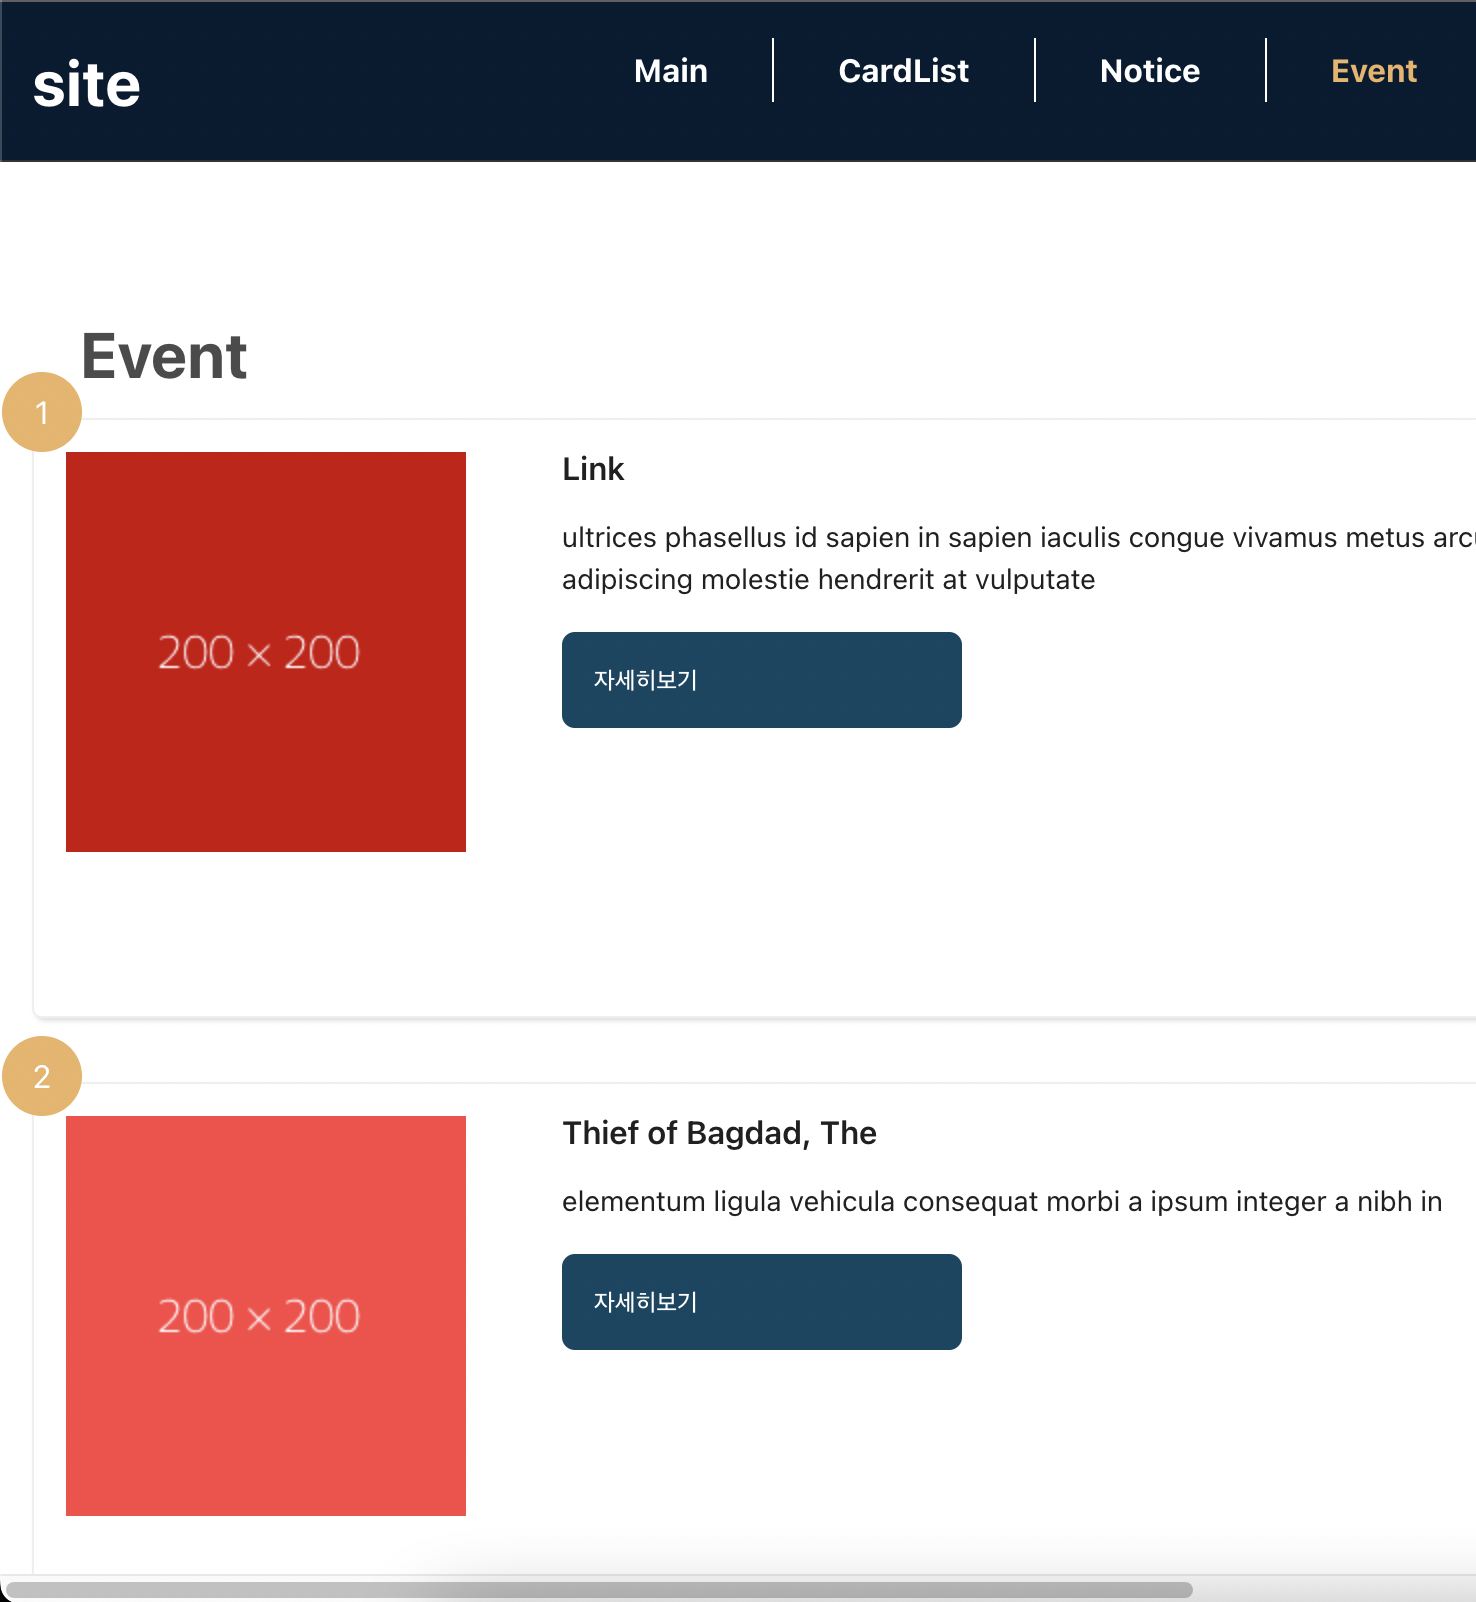 site
Main
CardList
Notice
Event
Event
1
Link
ultrices phasellus id sapien in sapien iaculis congue vivamus metus
adipiscing molestie hendrerit at vulputate
200 × 200
자세히보기
2
Thief of Bagdad, The
elementum ligula vehicula consequat morbi a ipsum integer a nibh in
200 × 200
자세히보기